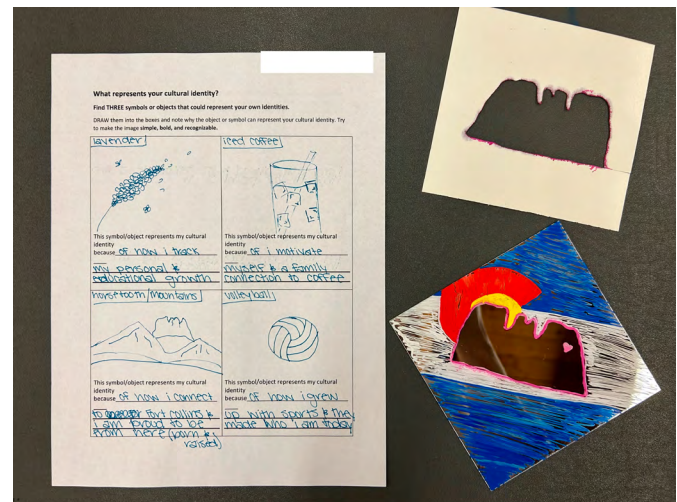 What represents your cultural identity?
Find THREE symbols or objects that could represent your own identities.
DRAW them into the boxes and note why the object or symbol can represent your cultural identity. Try
to make the image simple, bold, and recognizable.
lavender
This symbol/object represents my cultural
identity
because of how i track
my personal &
educational growth
iced coffee
This symbol/object represents my cultural
identity
because of i motivate
myself & a family
connection to coffee
horsetooth/mountains
This symbol/object represents my cultural
identity
because of how i connect
to Fort Collins &
i am proud to be
from here (born &
raised)
volleyball
This symbol/object represents my cultural
identity
because of how i grew
up with sports & they
made who i am today